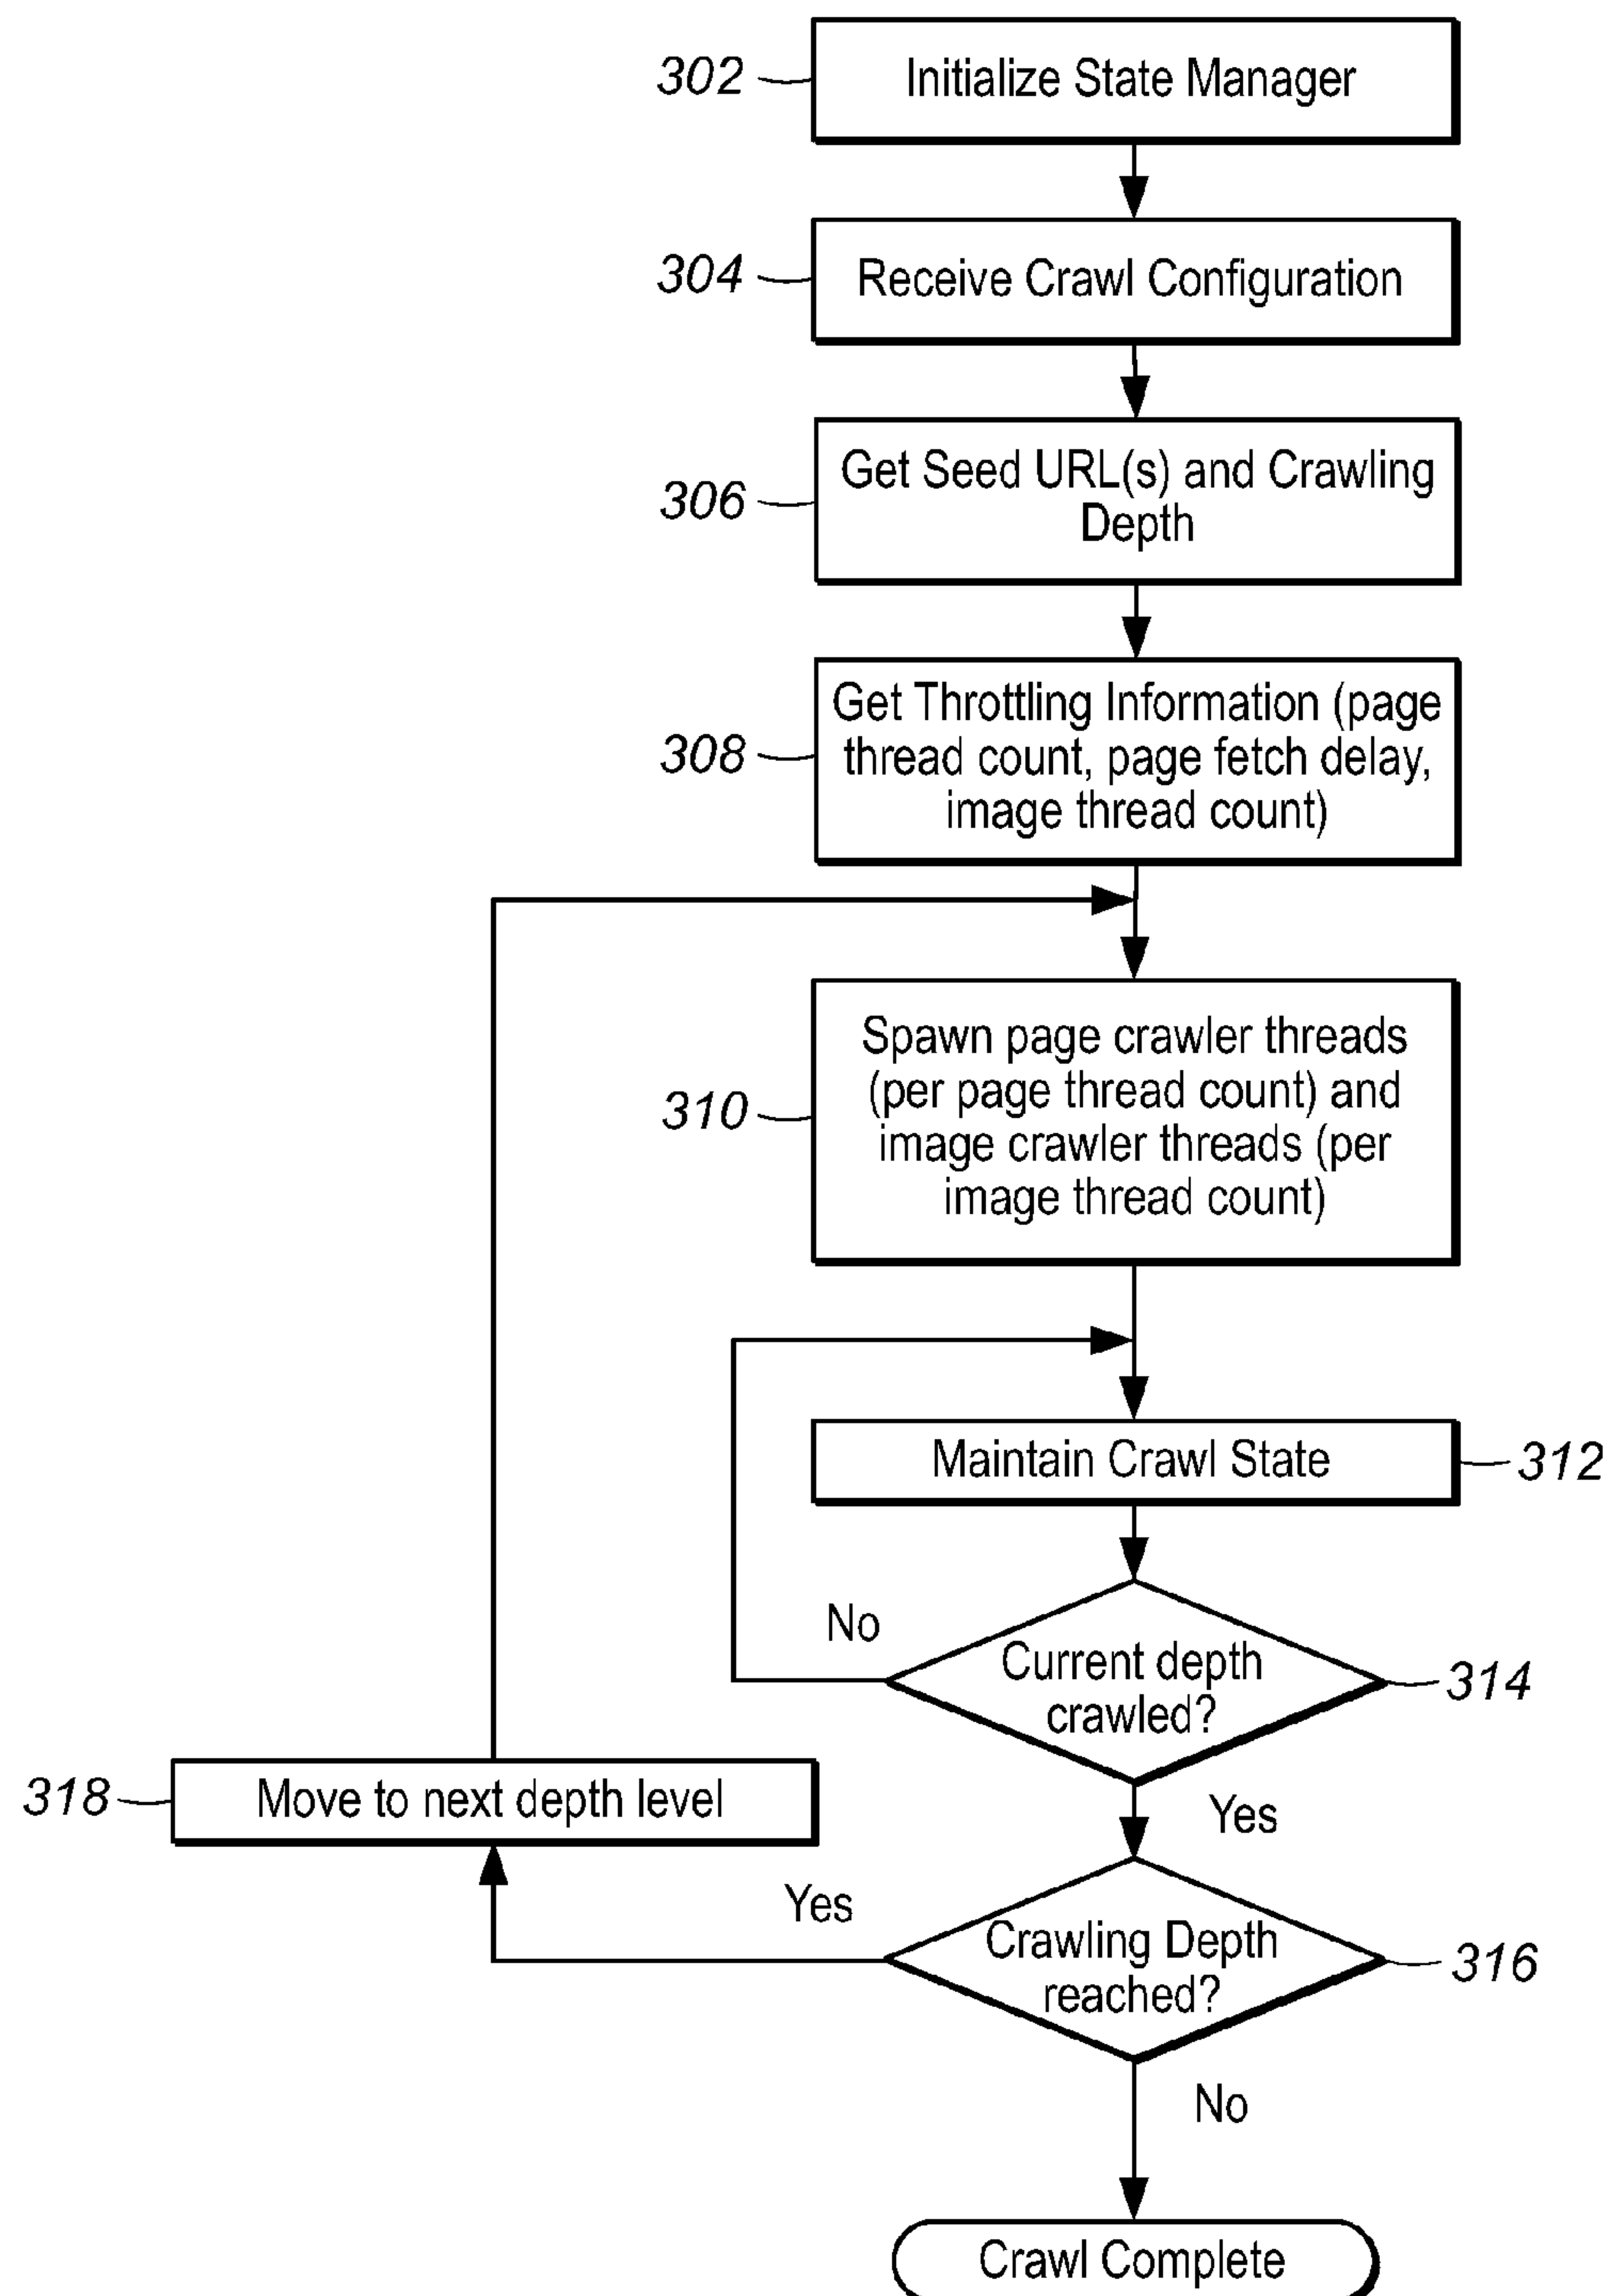 302
Initialize State Manager
304
Receive Crawl Configuration
306
Get Seed URL(s) and Crawling
Depth
308
Get Throttling Information (page
thread count, page fetch delay,
image thread count)
310
Spawn page crawler threads
(per page thread count) and
image crawler threads (per
image thread count)
Maintain Crawl State
312
No
Current depth
crawled?
314
318
Move to next depth level
Yes
Yes
Crawling Depth
reached?
316
No
Crawl Complete